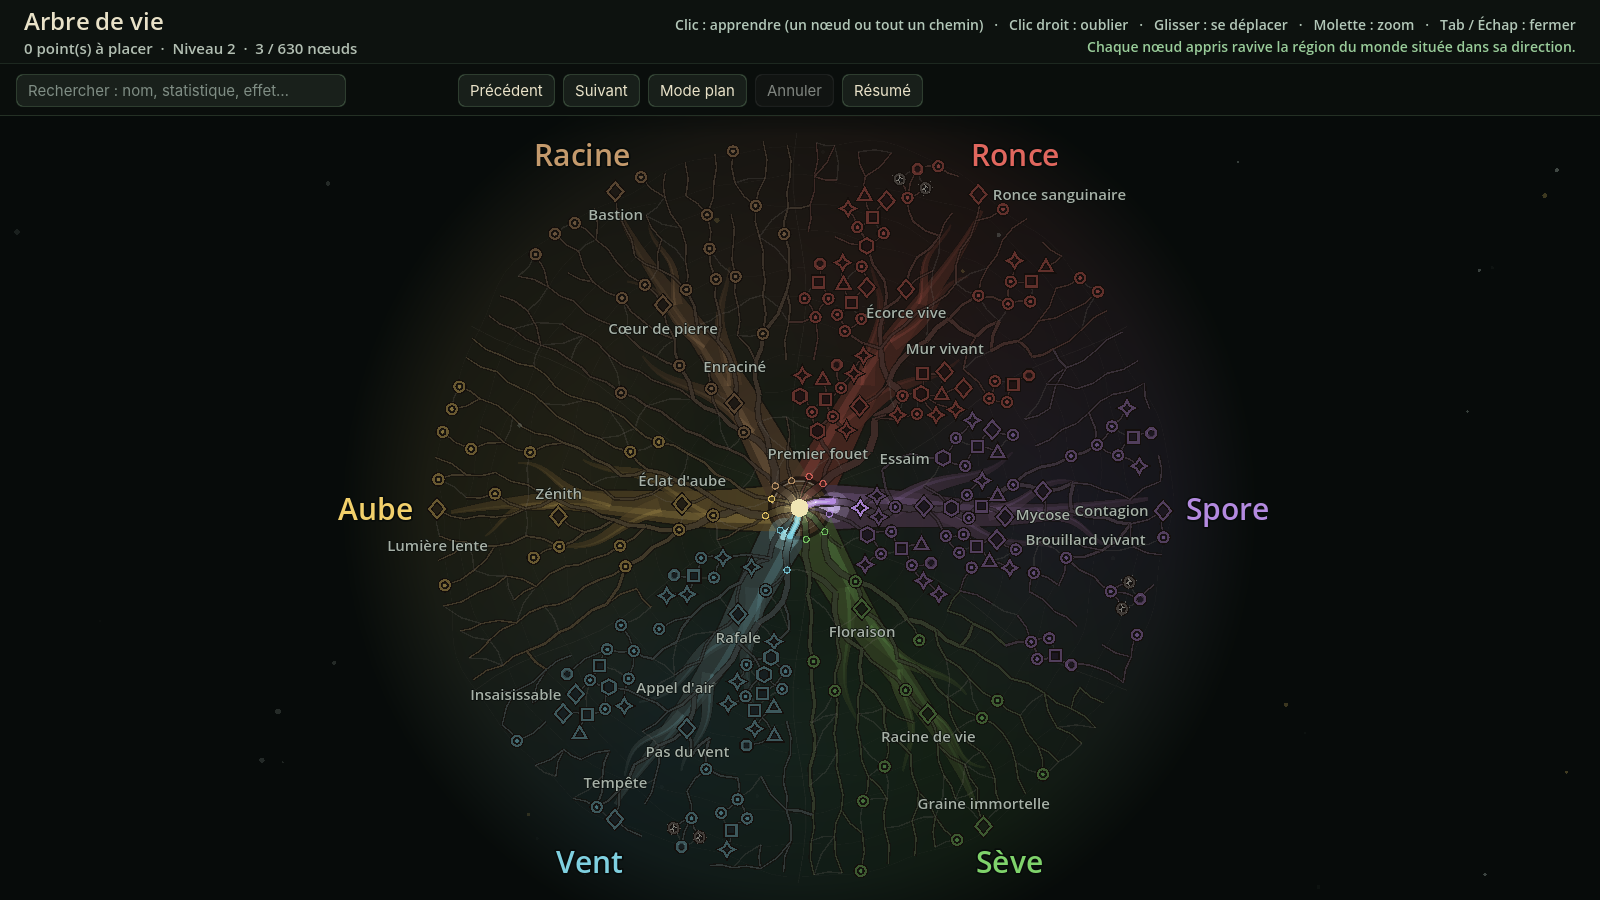 Arbre de vie
0 point(s) à placer · Niveau 2 · 3 / 630 nœuds
Clic : apprendre (un nœud ou tout un chemin) · Clic droit : oublier · Glisser : se déplacer · Molette : zoom · Tab / Échap : fermer
Chaque nœud appris ravive la région du monde située dans sa direction.
Rechercher : nom, statistique, effet...
Précédent
Suivant
Mode plan
Annuler
Résumé
Racine
Ronce
Bastion
Ronce sanguinaire
Cœur de pierre
Écorce vive
Enraciné
Mur vivant
Premier fouet
Essaim
Éclat d'aube
Zénith
Aube
Lumière lente
Mycose
Contagion
Spore
Brouillard vivant
Rafale
Floraison
Insaisissable
Appel d'air
Pas du vent
Racine de vie
Tempête
Graine immortelle
Vent
Sève